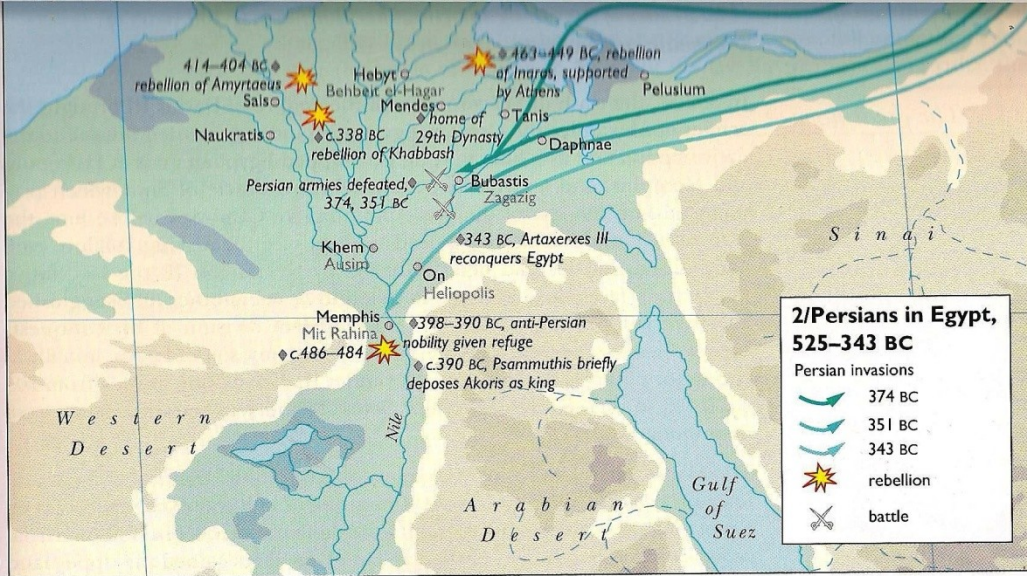 414–404 BC
rebellion of Amyrtaeus
Sais
Naukratis
Hebyt
Behbeit el-Hagar
Mendes
home of
29th Dynasty
463–449 BC, rebellion
of Inaros, supported
by Athens
Tanis
Pelusium
Daphnae
c.338 BC
rebellion of Khabbash
Persian armies defeated,
374, 351 BC
Bubastis
Zagazig
Khem
Ausim
343 BC, Artaxerxes III
reconquers Egypt
On
Heliopolis
Sinai
Memphis
Mit Rahina
c.486–484
398–390 BC, anti-Persian
nobility given refuge
c.390 BC, Psammuthis briefly
deposes Akoris as king
Western
Desert
Nile
Arabian
Desert
Gulf
of
Suez
2/Persians in Egypt,
525–343 BC
Persian invasions
374 BC
351 BC
343 BC
rebellion
battle